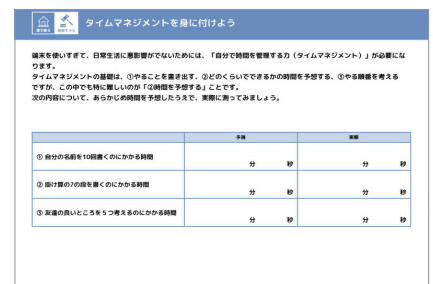 タイムマネジメントを身に付けよう
端末を使いすぎて、日常生活に悪影響がでないためには、「自分で時間を管理する力（タイムマネジメント）」が必要にな
ります。
タイムマネジメントの基礎は、①やることを書き出す、②どのくらいでできるかの時間を予想する、③やる順番を考える
ですが、この中でも特に難しいのが「②時間を予想する」ことです。
次の内容について、あらかじめ時間を予想したうえで、実際に測ってみましょう。
予測 実際
① 自分の名前を10回書くのにかかる時間 分 秒 分 秒
② 掛け算の7の段を書くのにかかる時間 分 秒 分 秒
③ 友達の良いところを５つ考えるのにかかる時間 分 秒 分 秒